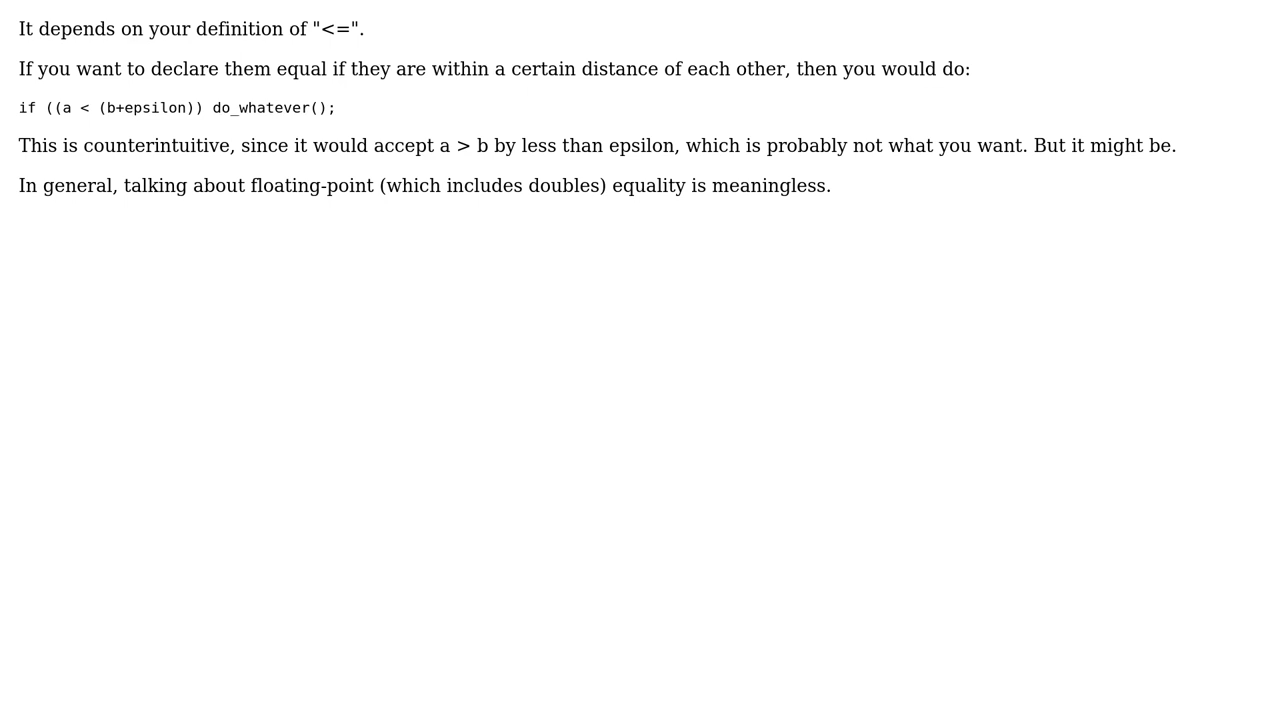 It depends on your definition of "<=".
If you want to declare them equal if they are within a certain distance of each other, then you would do:
if ((a < (b+epsilon)) do_whatever();
This is counterintuitive, since it would accept a > b by less than epsilon, which is probably not what you want. But it might be.
In general, talking about floating-point (which includes doubles) equality is meaningless.